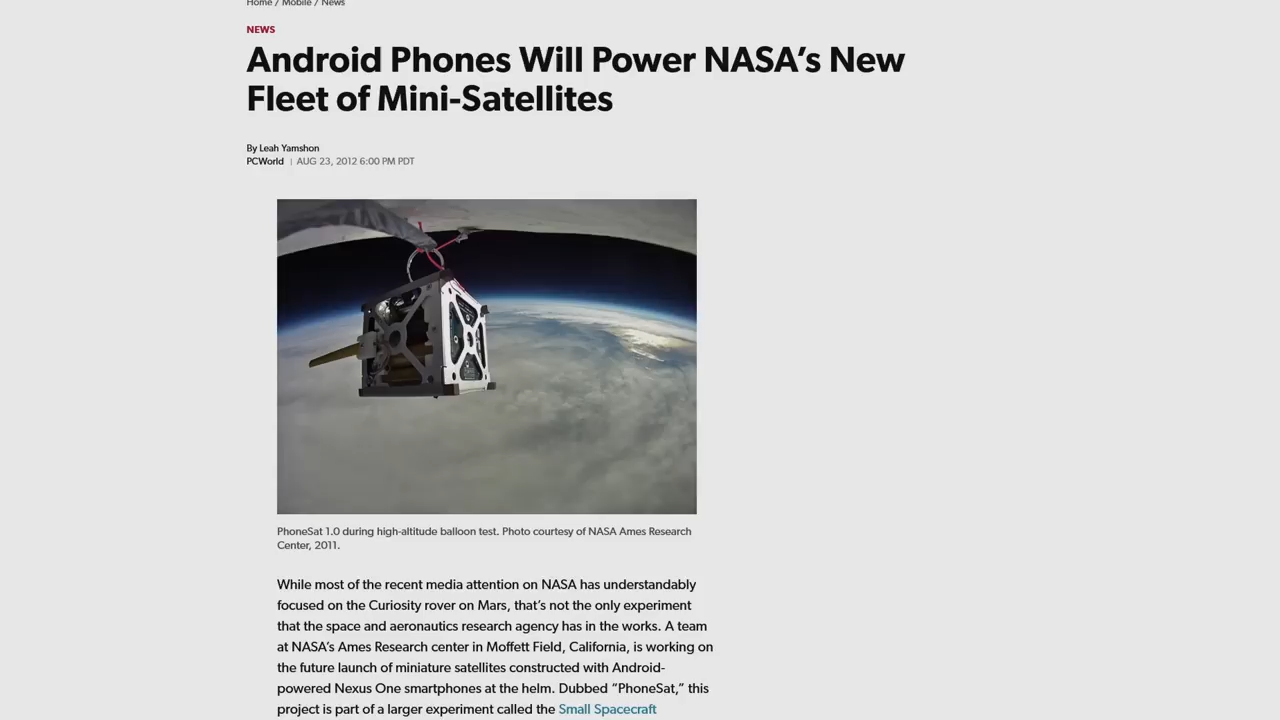 Home / Mobile / News
NEWS
Android Phones Will Power NASA's New
Fleet of Mini-Satellites
By Leah Yamshon
PCWorld | AUG 23, 2012 6:00 PM PDT
PhoneSat 1.0 during high-altitude balloon test. Photo courtesy of NASA Ames Research
Center, 2011.
While most of the recent media attention on NASA has understandably
focused on the Curiosity rover on Mars, that's not the only experiment
that the space and aeronautics research agency has in the works. A team
at NASA's Ames Research center in Moffett Field, California, is working on
the future launch of miniature satellites constructed with Android-
powered Nexus One smartphones at the helm. Dubbed “PhoneSat,” this
project is part of a larger experiment called the Small Spacecraft